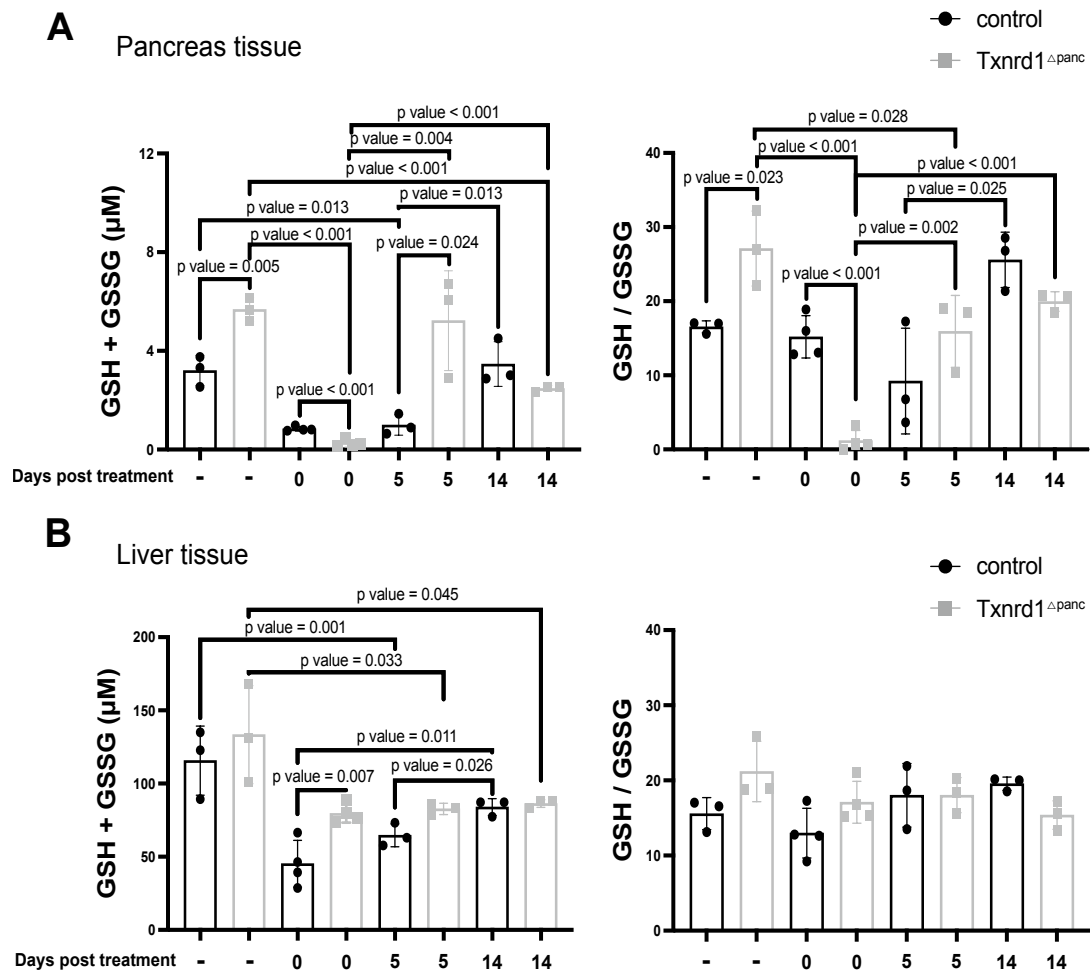 A
Pancreas tissue
control
Txnrd1△panc
GSH + GSSG (µM)
12
8
4
0
p value < 0.001
p value = 0.004
p value < 0.001
p value = 0.013
p value = 0.013
p value < 0.001
p value = 0.024
p value = 0.005
p value < 0.001
Days post treatment
- - 0 0 5 5 14 14
GSH / GSSG
40
30
20
10
0
p value = 0.028
p value < 0.001
p value < 0.001
p value = 0.023
p value = 0.025
p value = 0.002
p value < 0.001
- - 0 0 5 5 14 14
B
Liver tissue
control
Txnrd1△panc
GSH + GSSG (µM)
200
150
100
50
0
p value = 0.045
p value = 0.001
p value = 0.033
p value = 0.011
p value = 0.007
p value = 0.026
Days post treatment
- - 0 0 5 5 14 14
GSH / GSSG
40
30
20
10
0
- - 0 0 5 5 14 14